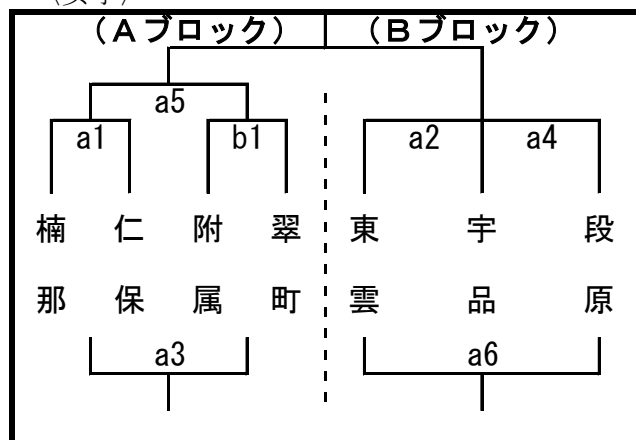 (Aブロック) (Bブロック)
a5
a1 b1 a2 a4
楠那 仁保 附属 翠町 東雲 宇品 段原
a3 a6